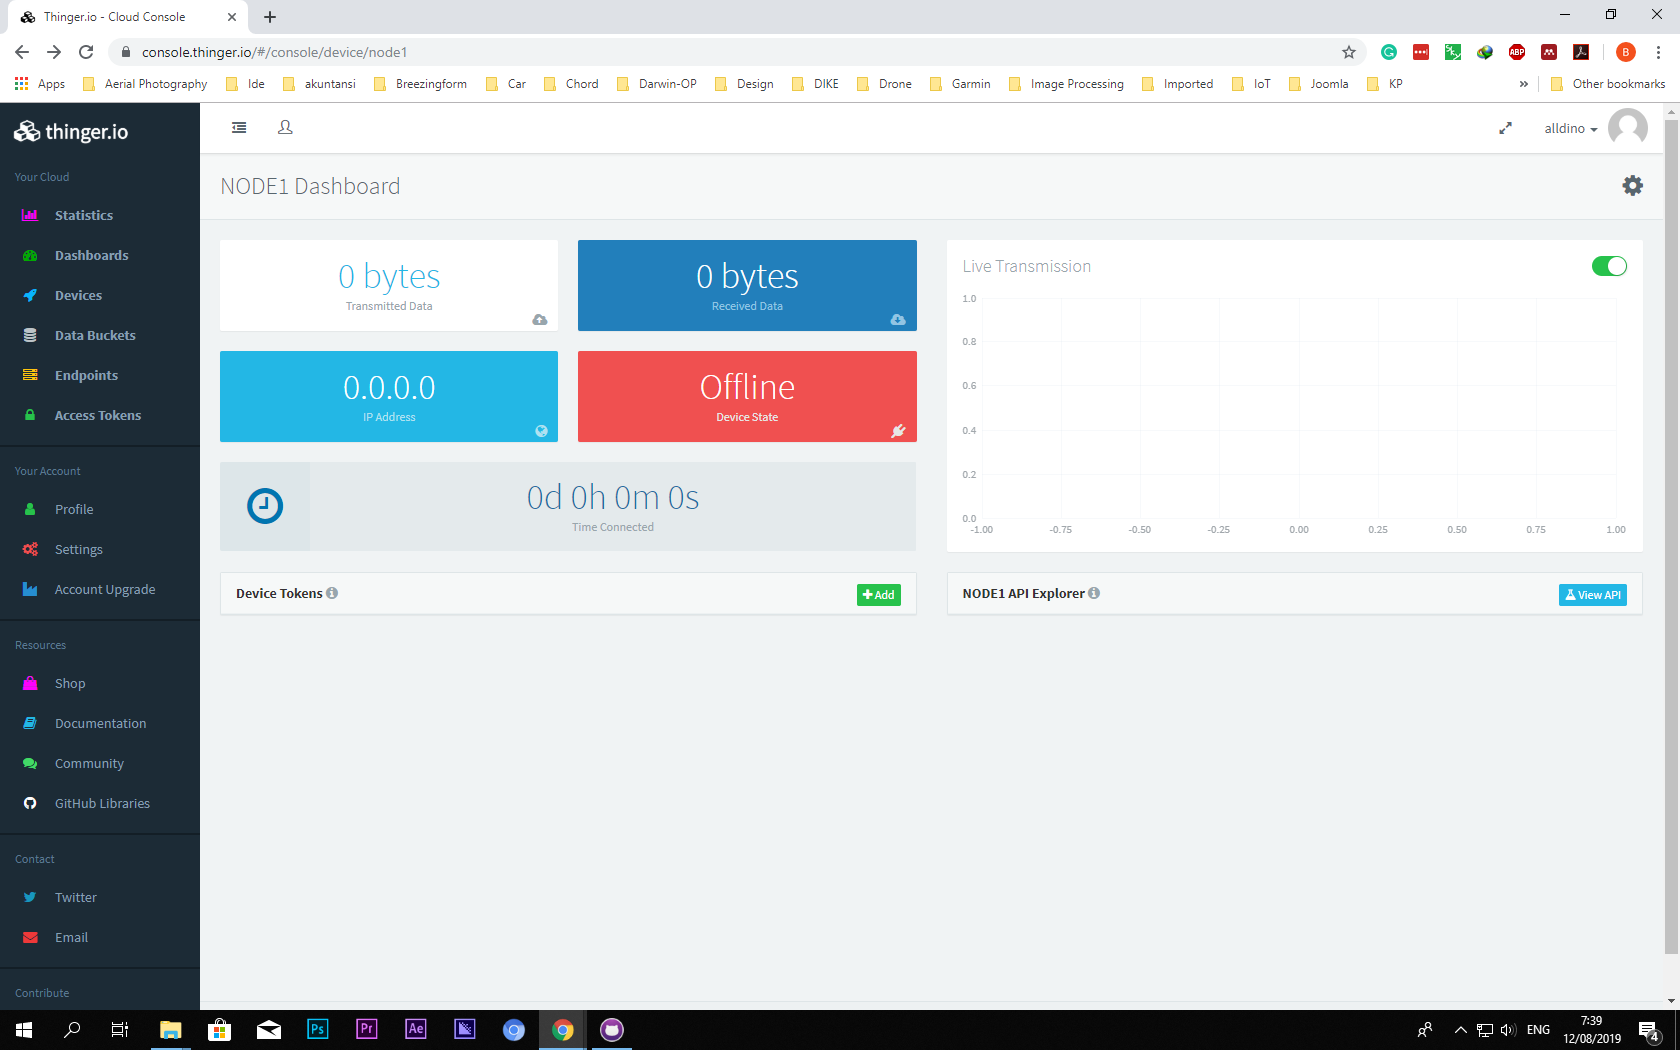 Thinger.io - Cloud Console
console.thinger.io/#/console/device/node1
Apps Aerial Photography Ide akuntansi Breezingform Car Chord Darwin-OP Design DIKE Drone Garmin Image Processing Imported IoT Joomla KP » Other bookmarks
thinger.io
alldino
Your Cloud
Statistics
Dashboards
Devices
Data Buckets
Endpoints
Access Tokens
Your Account
Profile
Settings
Account Upgrade
Resources
Shop
Documentation
Community
GitHub Libraries
Contact
Twitter
Email
Contribute
NODE1 Dashboard
0 bytes
Transmitted Data
0 bytes
Received Data
0.0.0.0
IP Address
Offline
Device State
0d 0h 0m 0s
Time Connected
Live Transmission
1.0
0.8
0.6
0.4
0.2
0.0
-1.00 -0.75 -0.50 -0.25 0.00 0.25 0.50 0.75 1.00
Device Tokens
Add
NODE1 API Explorer
View API
ABP
B
Ps Pr Ae
ENG
7:39
12/08/2019
4